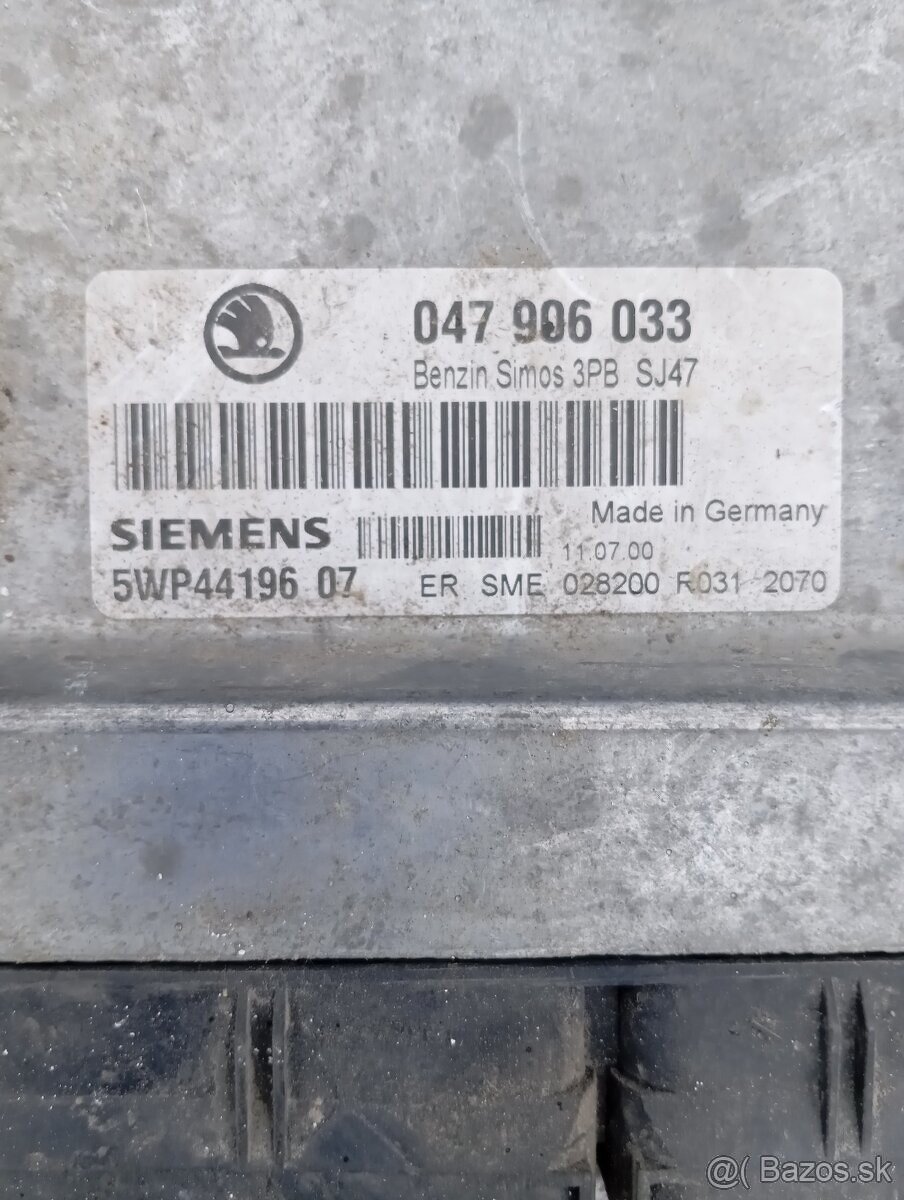 047 906 033
Benzin Simos 3PB SJ47
Made in Germany
SIEMENS
11.07.00
5WP44196 07
ER SME 028200 R031 2070
@( Bazos.sk